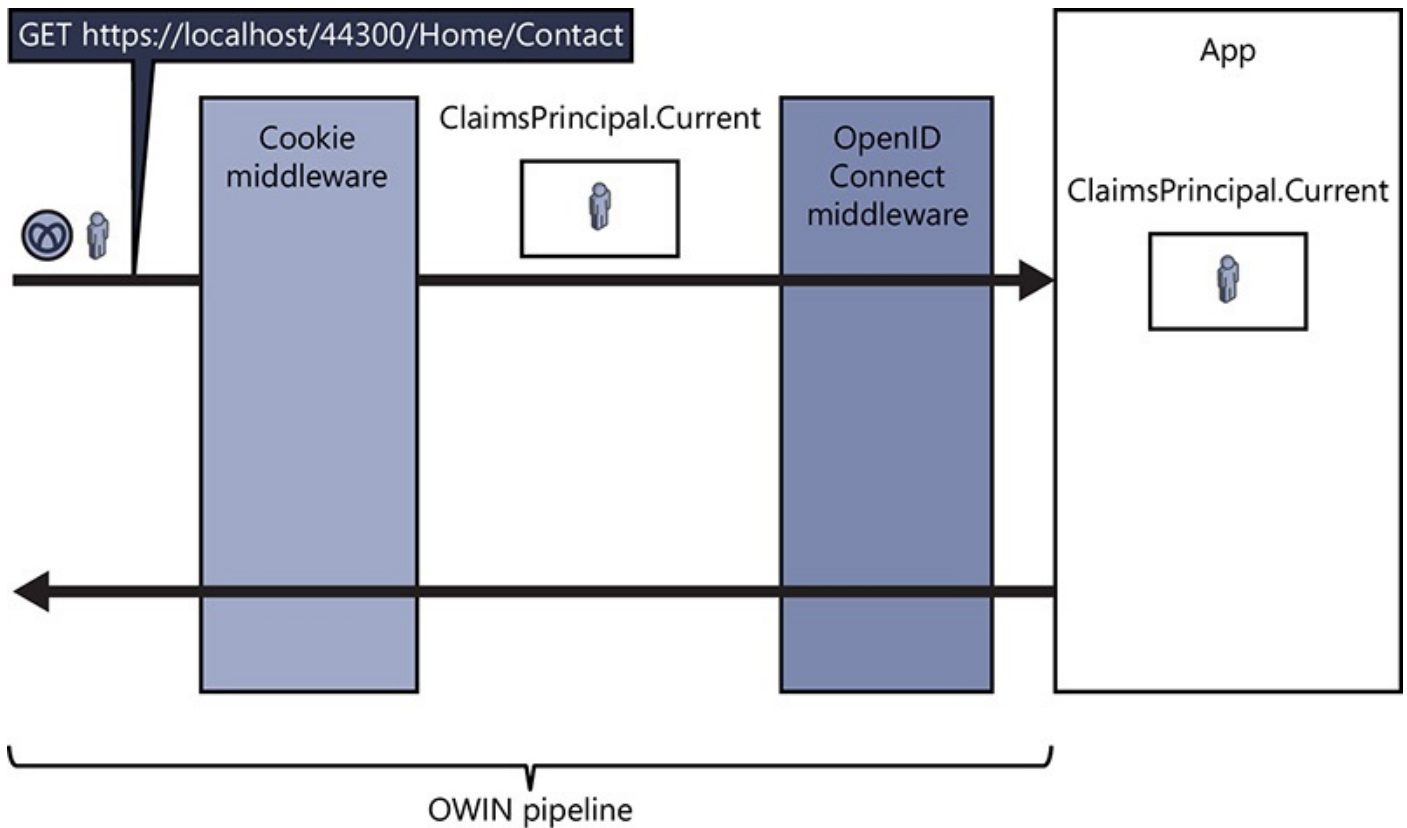 GET https://localhost/44300/Home/Contact
App
Cookie
middleware
ClaimsPrincipal.Current
OpenID
Connect
middleware
ClaimsPrincipal.Current
OWIN pipeline